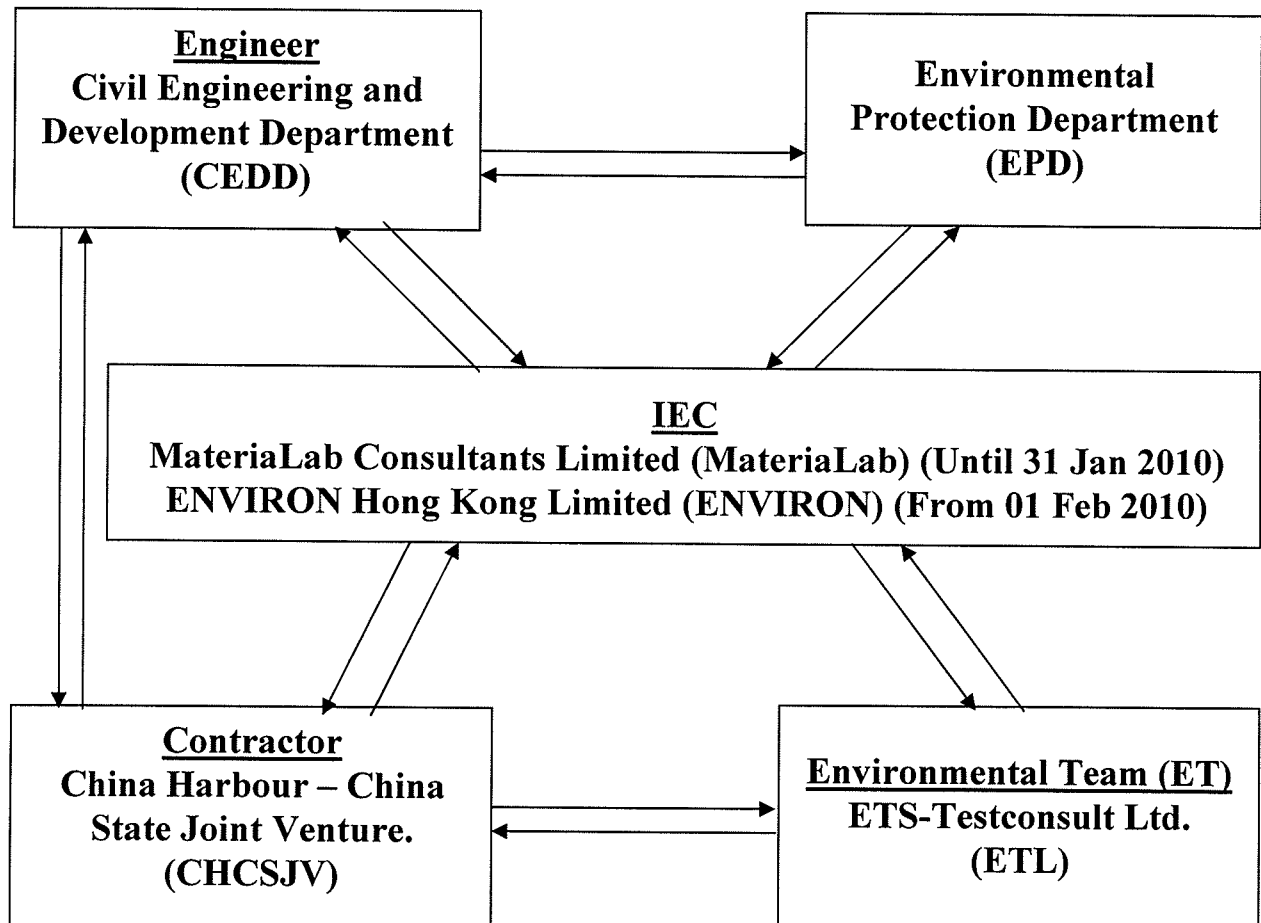 Engineer
Civil Engineering and
Development Department
(CEDD)
Environmental
Protection Department
(EPD)
IEC
MateriaLab Consultants Limited (MateriaLab) (Until 31 Jan 2010)
ENVIRON Hong Kong Limited (ENVIRON) (From 01 Feb 2010)
Contractor
China Harbour – China
State Joint Venture.
(CHCSJV)
Environmental Team (ET)
ETS-Testconsult Ltd.
(ETL)